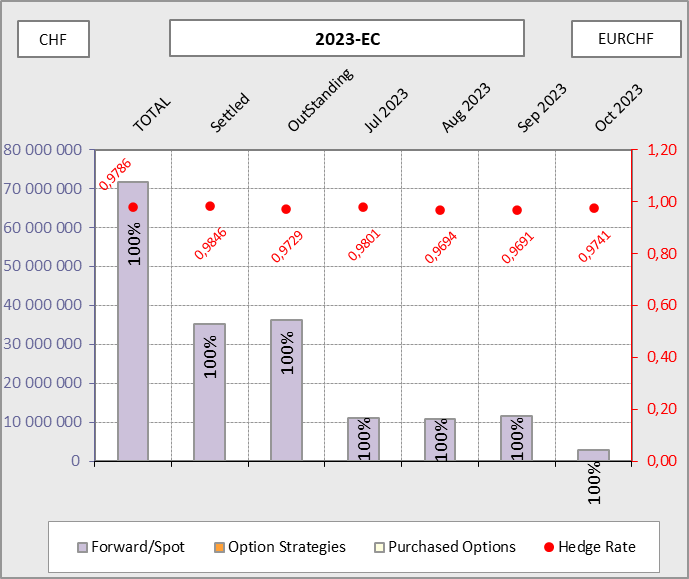 CHF
2023-EC
EURCHF
TOTAL
Settled
OutStanding
Jul 2023
Aug 2023
Sep 2023
Oct 2023
80 000 000
70 000 000
60 000 000
50 000 000
40 000 000
30 000 000
20 000 000
10 000 000
0
1,20
1,00
0,80
0,60
0,40
0,20
0,00
0,9786
0,9846
0,9729
0,9801
0,9694
0,9691
0,9741
100%
100%
100%
100%
100%
100%
100%
Forward/Spot
Option Strategies
Purchased Options
Hedge Rate